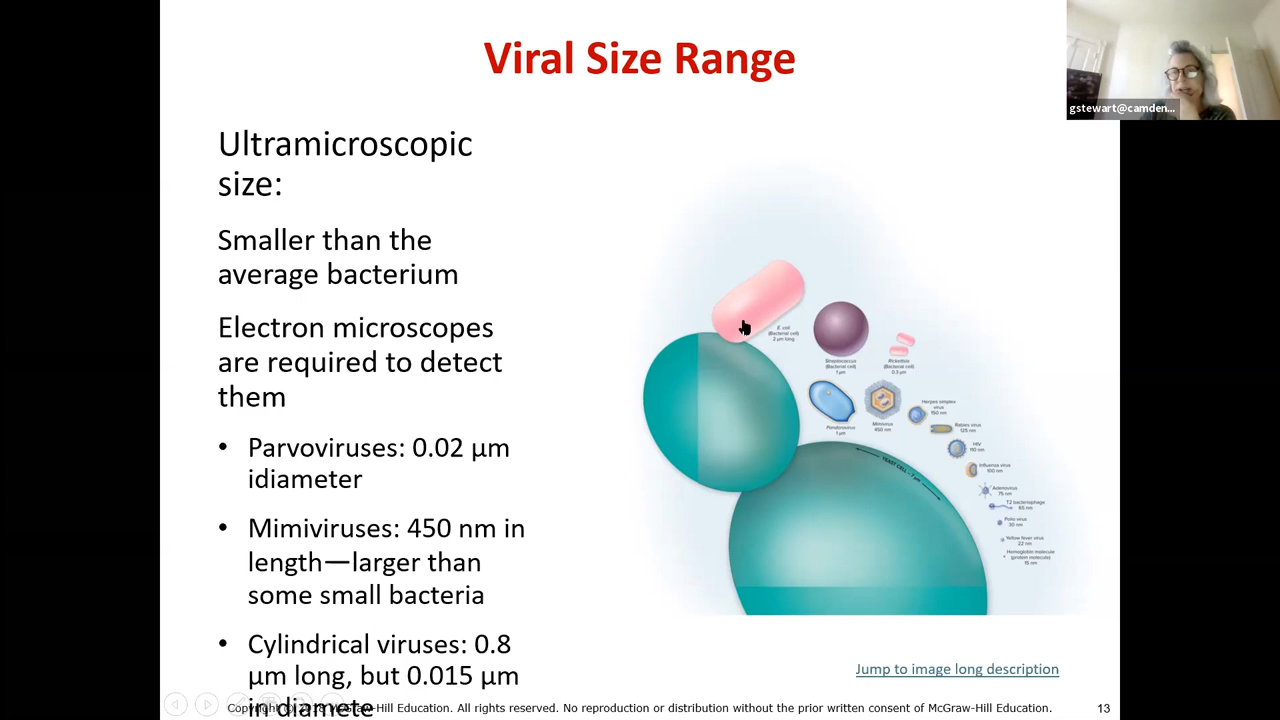 Viral Size Range
gstewart@camden...
Ultramicroscopic
size:
Smaller than the
average bacterium
Electron microscopes
are required to detect
them
• Parvoviruses: 0.02 µm
idiameter
• Mimiviruses: 450 nm in
length—larger than
some small bacteria
• Cylindrical viruses: 0.8
µm long, but 0.015 µm
in diamete
E. coli
(Bacterial cell)
2 µm long
Streptococcus
(Bacterial cell)
1 µm
Rickettsia
(Bacterial cell)
0.3 µm
Pandoravirus
1 µm
Mimivirus
450 nm
Herpes simplex
virus
150 nm
Rabies virus
125 nm
HIV
110 nm
Influenza virus
100 nm
Adenovirus
75 nm
T2 bacteriophage
65 nm
Polio virus
30 nm
Yellow fever virus
22 nm
Hemoglobin molecule
(protein molecule)
15 nm
YEAST CELL – 7 µm
Jump to image long description
Copyright © 2018 McGraw-Hill Education. All rights reserved. No reproduction or distribution without the prior written consent of McGraw-Hill Education.
13